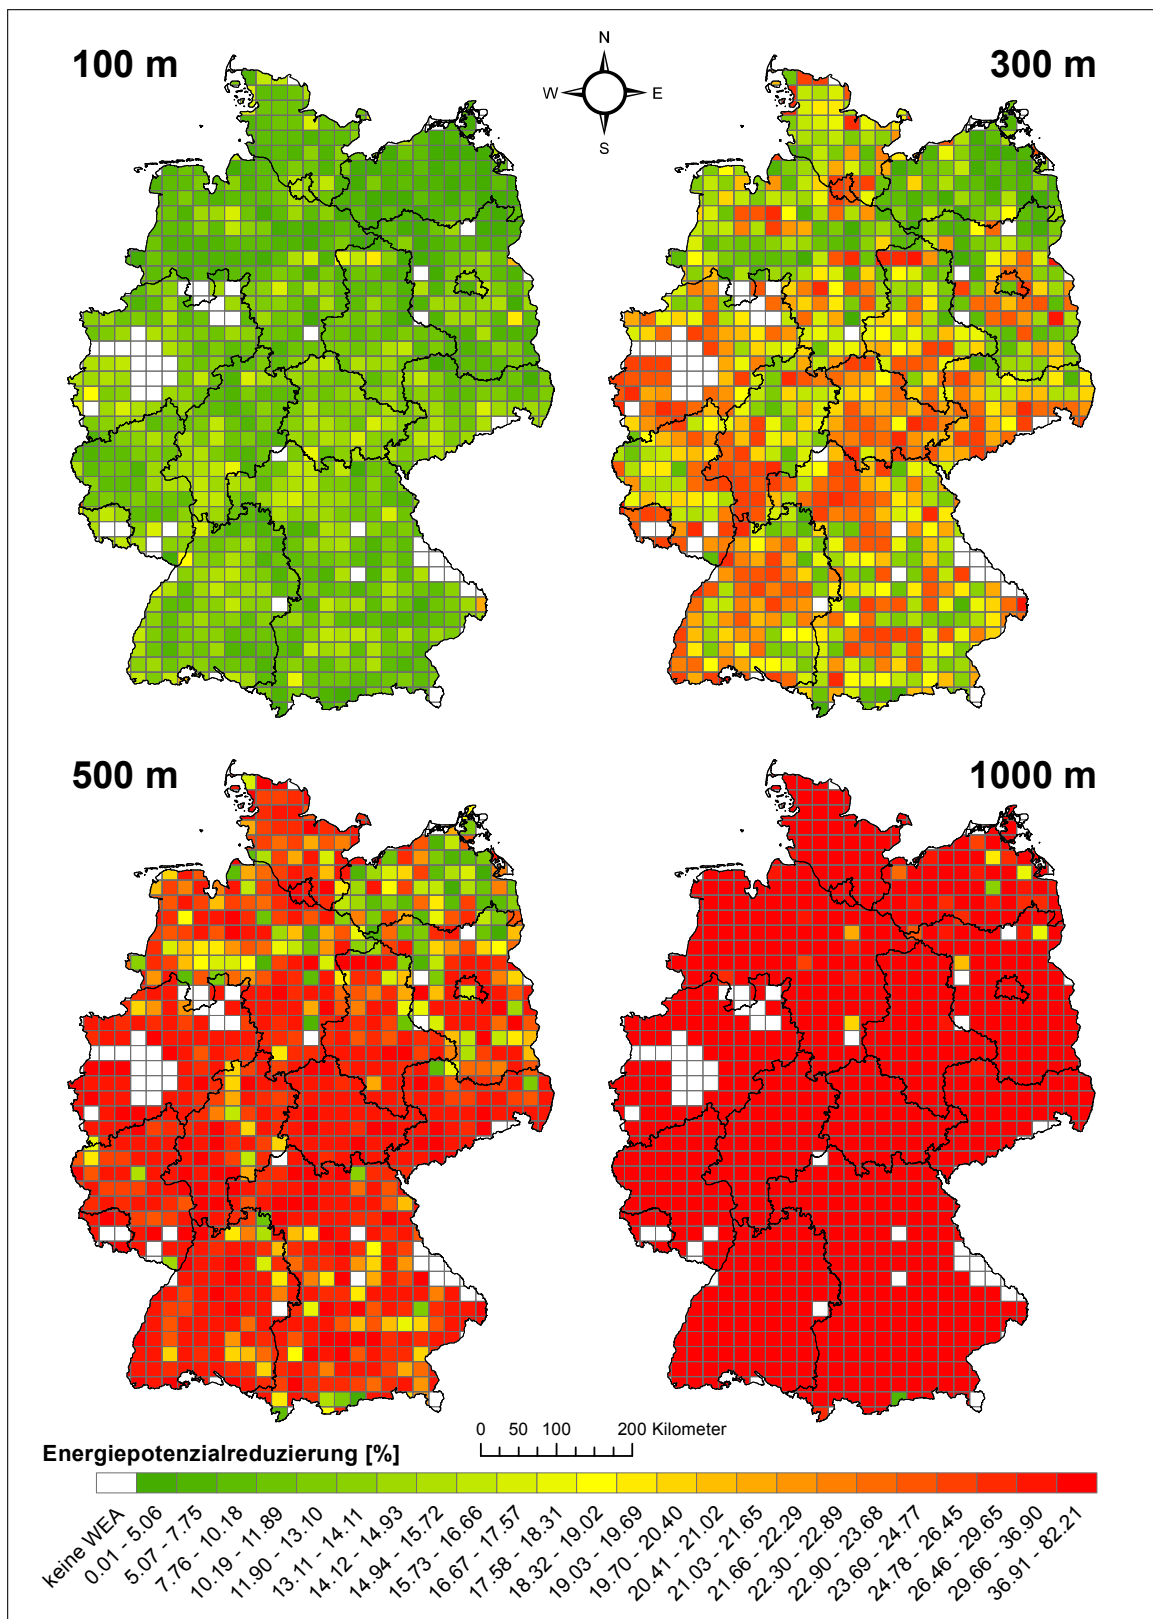 100 m
300 m
N
W
E
S
500 m
1000 m
0 50 100 200 Kilometer
Energiepotenzialreduzierung [%]
keine WEA
0.01 - 5.06
5.07 - 7.75
7.76 - 10.18
10.19 - 11.89
11.90 - 13.10
13.11 - 14.11
14.12 - 14.93
14.94 - 15.72
15.73 - 16.66
16.67 - 17.57
17.58 - 18.31
18.32 - 19.02
19.03 - 19.69
19.70 - 20.40
20.41 - 21.02
21.03 - 21.65
21.66 - 22.29
22.30 - 22.89
22.90 - 23.68
23.69 - 24.77
24.78 - 26.45
26.46 - 29.65
29.66 - 36.90
36.91 - 82.21